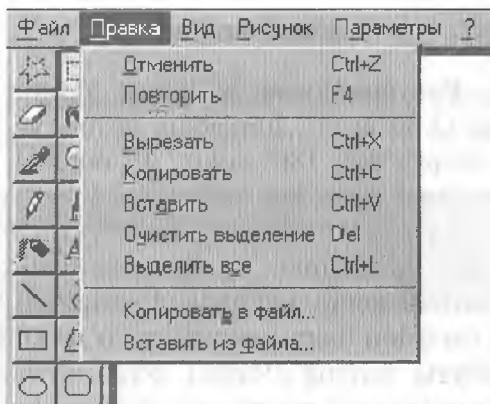 Файл Правка Вид Рисунок Параметры ?
Отменить Ctrl+Z
Повторить F4
Вырезать Ctrl+X
Копировать Ctrl+C
Вставить Ctrl+V
Очистить выделение Del
Выделить все Ctrl+L
Копировать в файл...
Вставить из файла...